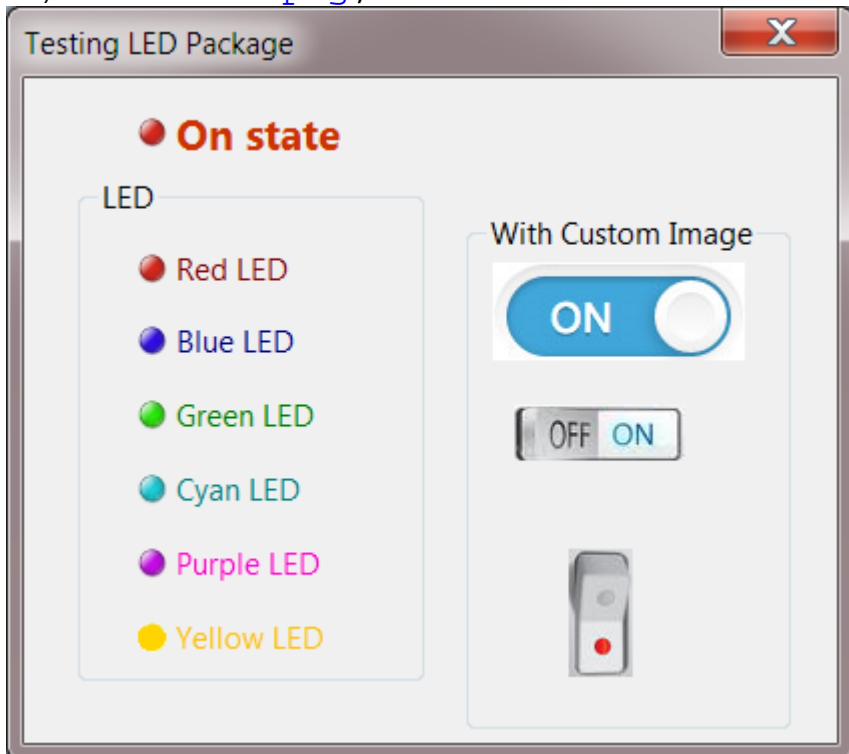 Testing LED Package
X
On state
LED
Red LED
Blue LED
Green LED
Cyan LED
Purple LED
Yellow LED
With Custom Image
ON
OFF ON